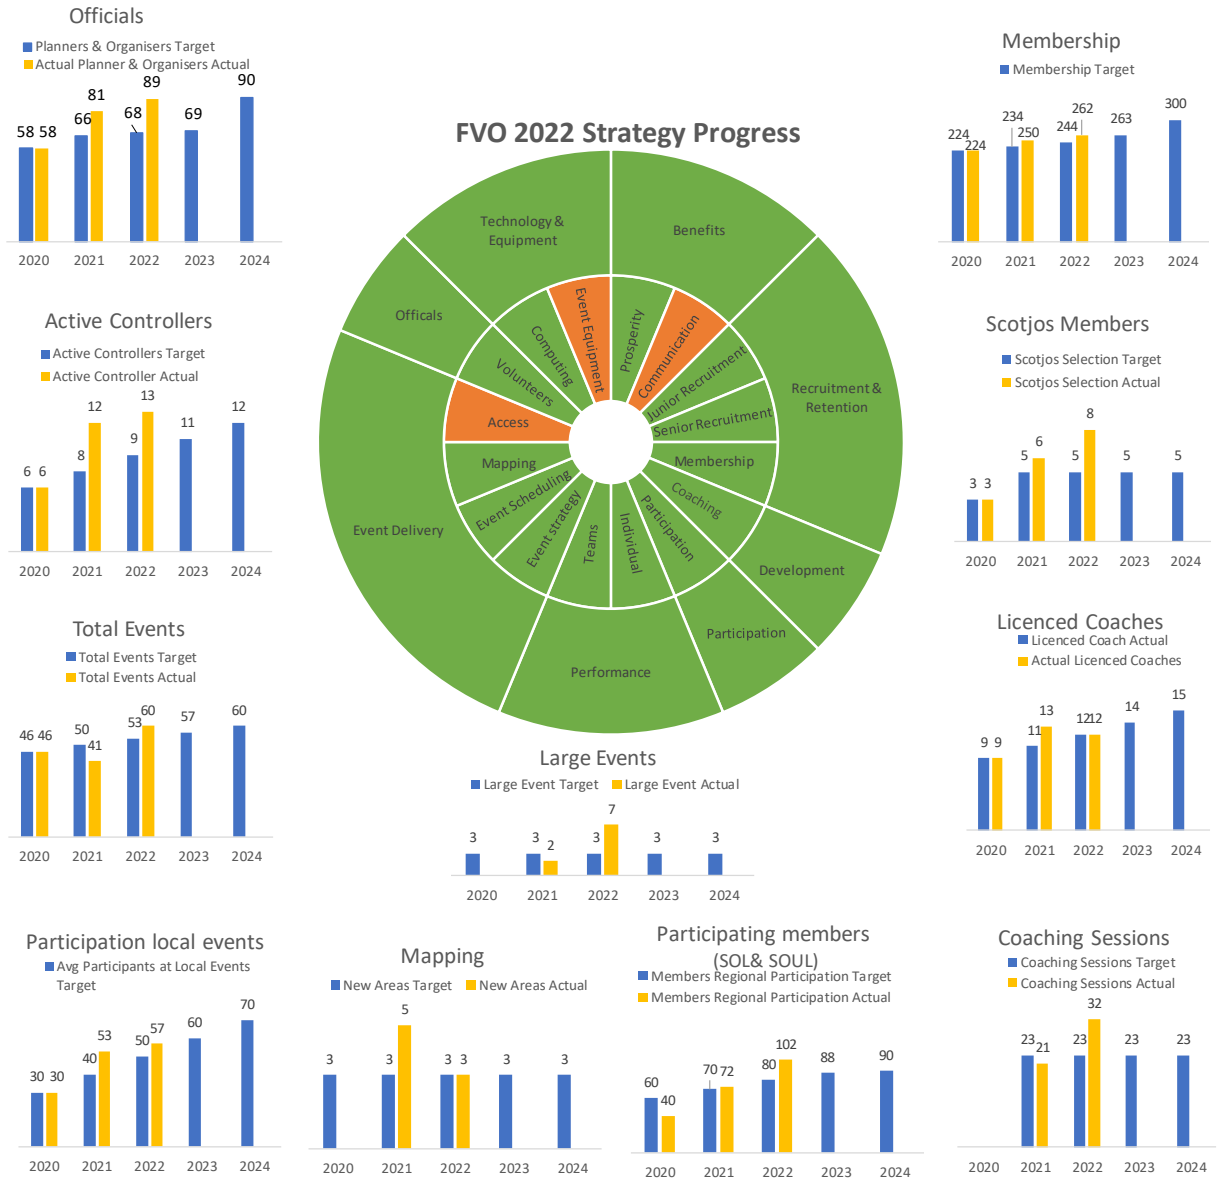 Officials
Planners & Organisers Target
Actual Planner & Organisers Actual
58 58 66 81 68 89 69 90
2020 2021 2022 2023 2024
Active Controllers
Active Controllers Target
Active Controller Actual
6 6 8 12 9 13 11 12
2020 2021 2022 2023 2024
Total Events
Total Events Target
Total Events Actual
46 46 50 41 53 60 57 60
2020 2021 2022 2023 2024
Participation local events
Avg Participants at Local Events
Target
30 30 40 53 50 57 60 70
2020 2021 2022 2023 2024
FVO 2022 Strategy Progress
Technology &
Equipment
Benefits
Officals
Recruitment &
Retention
Event Delivery
Development
Participation
Performance
Event Equipment
Prosperity
Communication
Junior Recruitment
Senior Recruitment
Membership
Coaching
Participation
Individual
Teams
Event strategy
Event Scheduling
Mapping
Access
Volunteers
Computing
Large Events
Large Event Target Large Event Actual
3 3 2 3 7 3 3
2020 2021 2022 2023 2024
Mapping
New Areas Target New Areas Actual
3 3 5 3 3 3 3
2020 2021 2022 2023 2024
Participating members
(SOL& SOUL)
Members Regional Participation Target
Members Regional Participation Actual
60 40 70 72 80 102 88 90
2020 2021 2022 2023 2024
Membership
Membership Target
224 224 234 250 244 262 263 300
2020 2021 2022 2023 2024
Scotjos Members
Scotjos Selection Target
Scotjos Selection Actual
3 3 5 6 5 8 5 5
2020 2021 2022 2023 2024
Licenced Coaches
Licenced Coach Actual
Actual Licenced Coaches
9 9 11 13 12 12 14 15
2020 2021 2022 2023 2024
Coaching Sessions
Coaching Sessions Target
Coaching Sessions Actual
23 21 23 32 23 23
2020 2021 2022 2023 2024